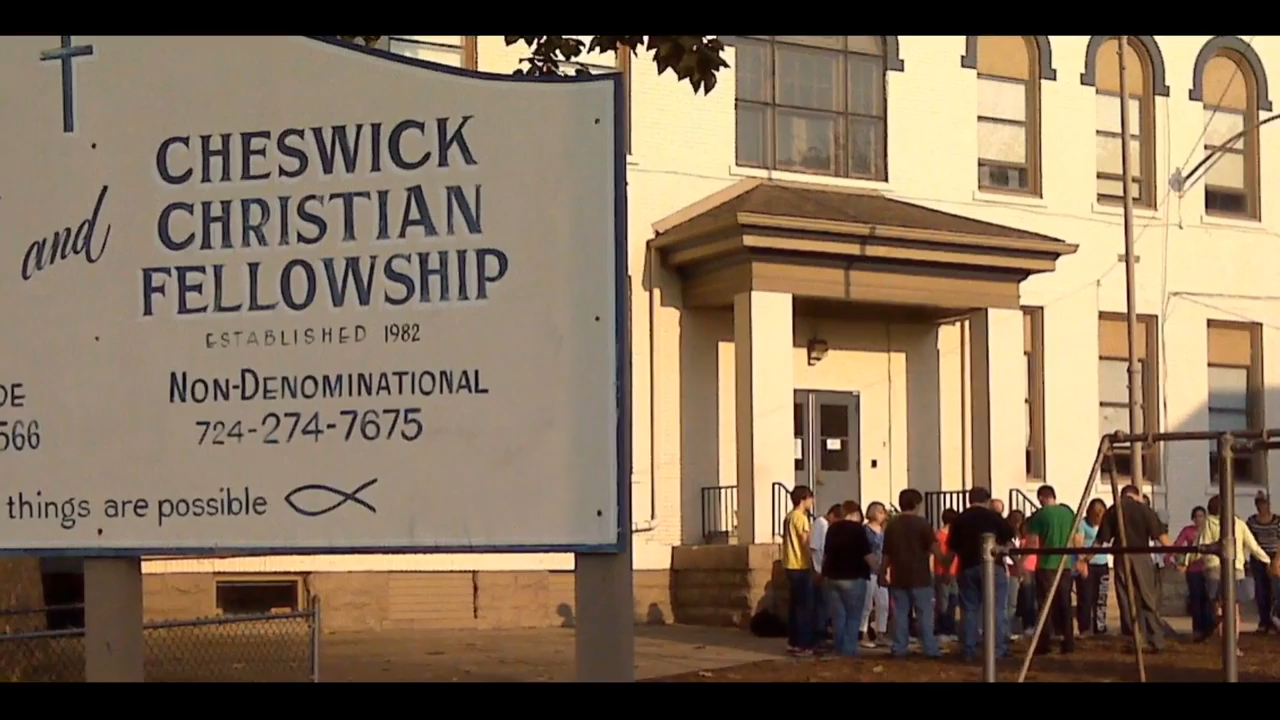 CHESWICK
CHRISTIAN
and
FELLOWSHIP
ESTABLISHED 1982
NON-DENOMINATIONAL
DE
724-274-7675
566
things are possible